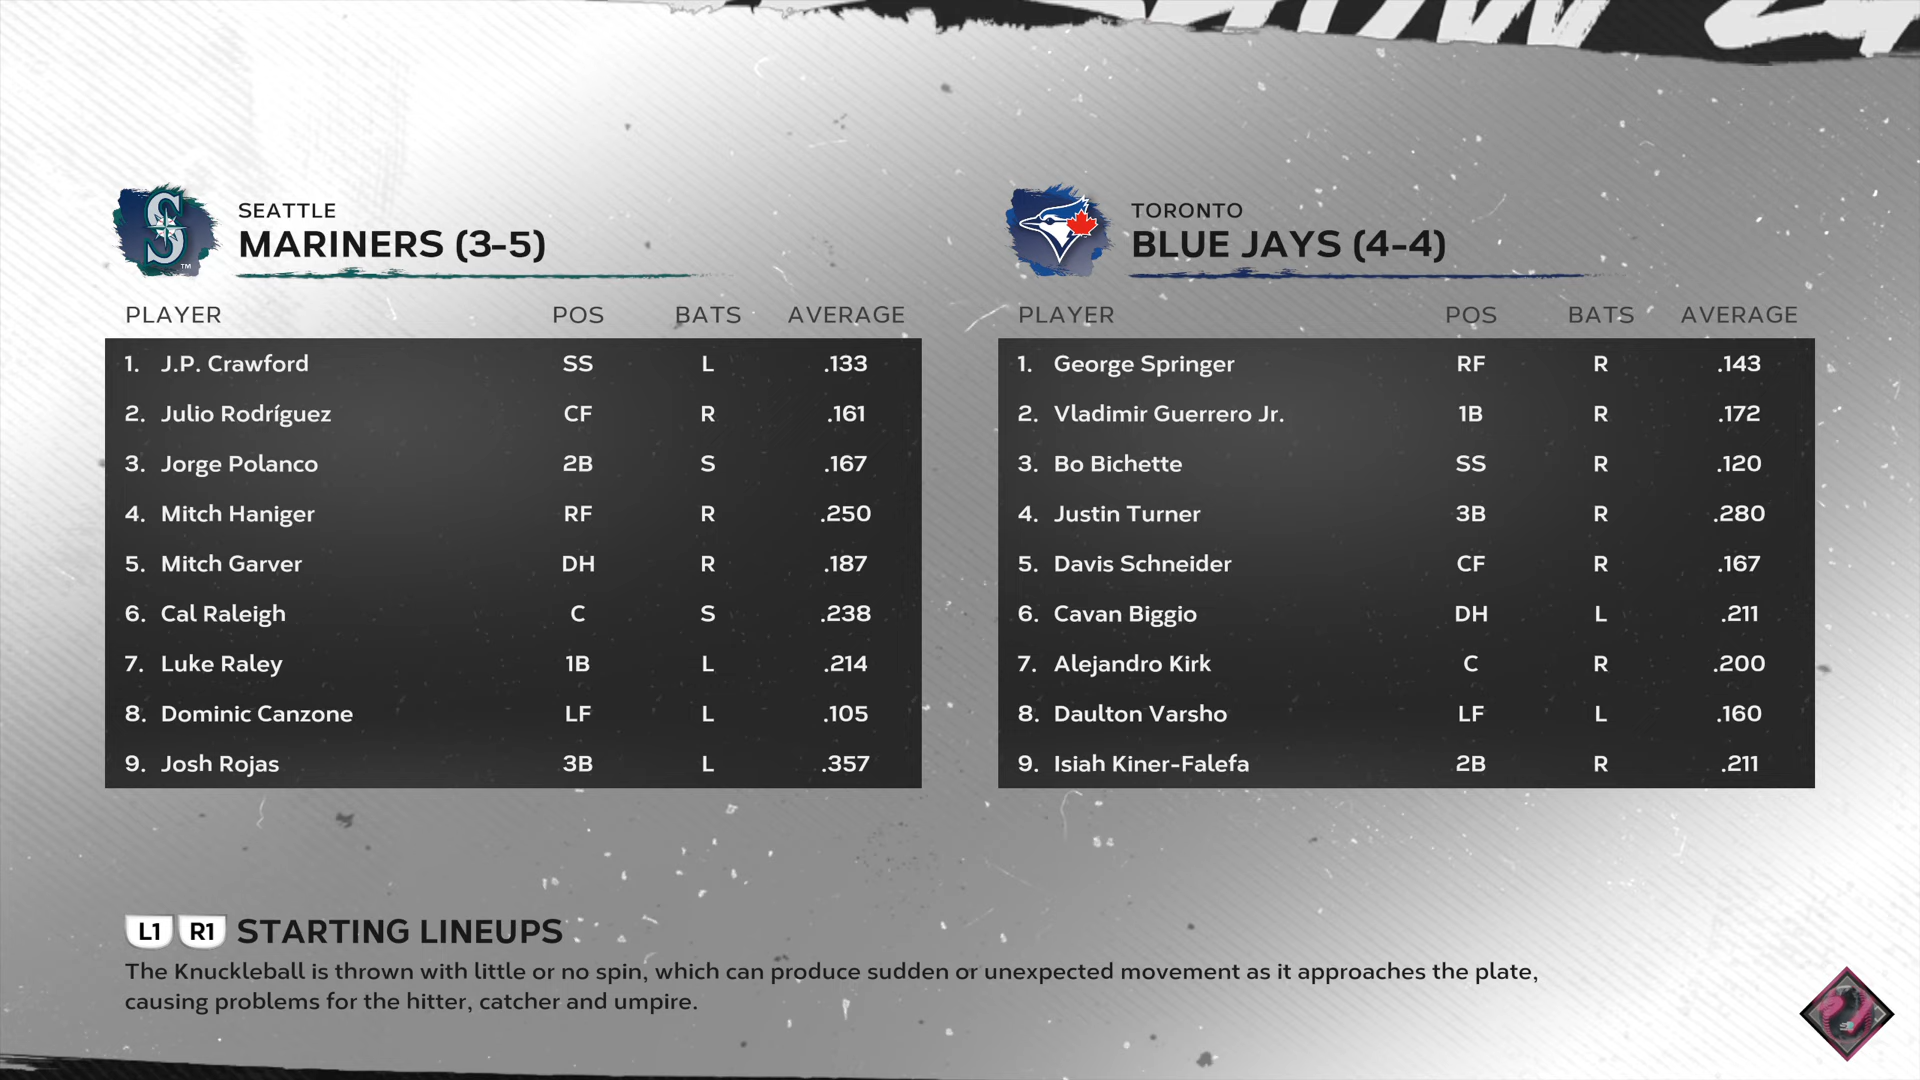 SEATTLE
MARINERS (3-5)
PLAYER POS BATS AVERAGE
1. J.P. Crawford SS L .133
2. Julio Rodríguez CF R .161
3. Jorge Polanco 2B S .167
4. Mitch Haniger RF R .250
5. Mitch Garver DH R .187
6. Cal Raleigh C S .238
7. Luke Raley 1B L .214
8. Dominic Canzone LF L .105
9. Josh Rojas 3B L .357
TORONTO
BLUE JAYS (4-4)
PLAYER POS BATS AVERAGE
1. George Springer RF R .143
2. Vladimir Guerrero Jr. 1B R .172
3. Bo Bichette SS R .120
4. Justin Turner 3B R .280
5. Davis Schneider CF R .167
6. Cavan Biggio DH L .211
7. Alejandro Kirk C R .200
8. Daulton Varsho LF L .160
9. Isiah Kiner-Falefa 2B R .211
L1 R1 STARTING LINEUPS
The Knuckleball is thrown with little or no spin, which can produce sudden or unexpected movement as it approaches the plate,
causing problems for the hitter, catcher and umpire.